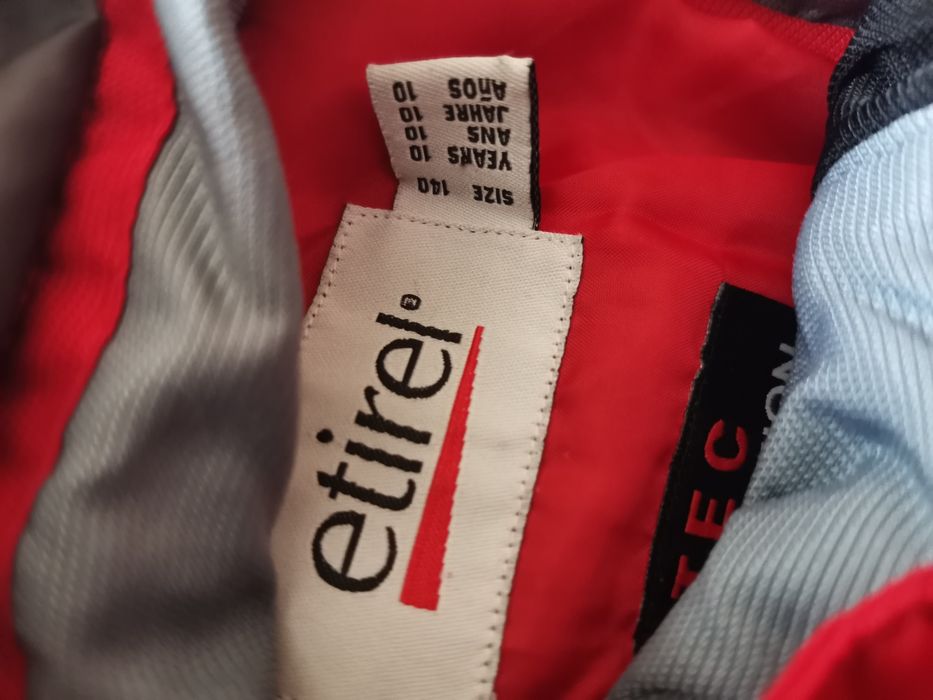 SIZE 140
YEARS 10
ANS 10
JAHRE 10
AÑOS 10
etirel®
TEC